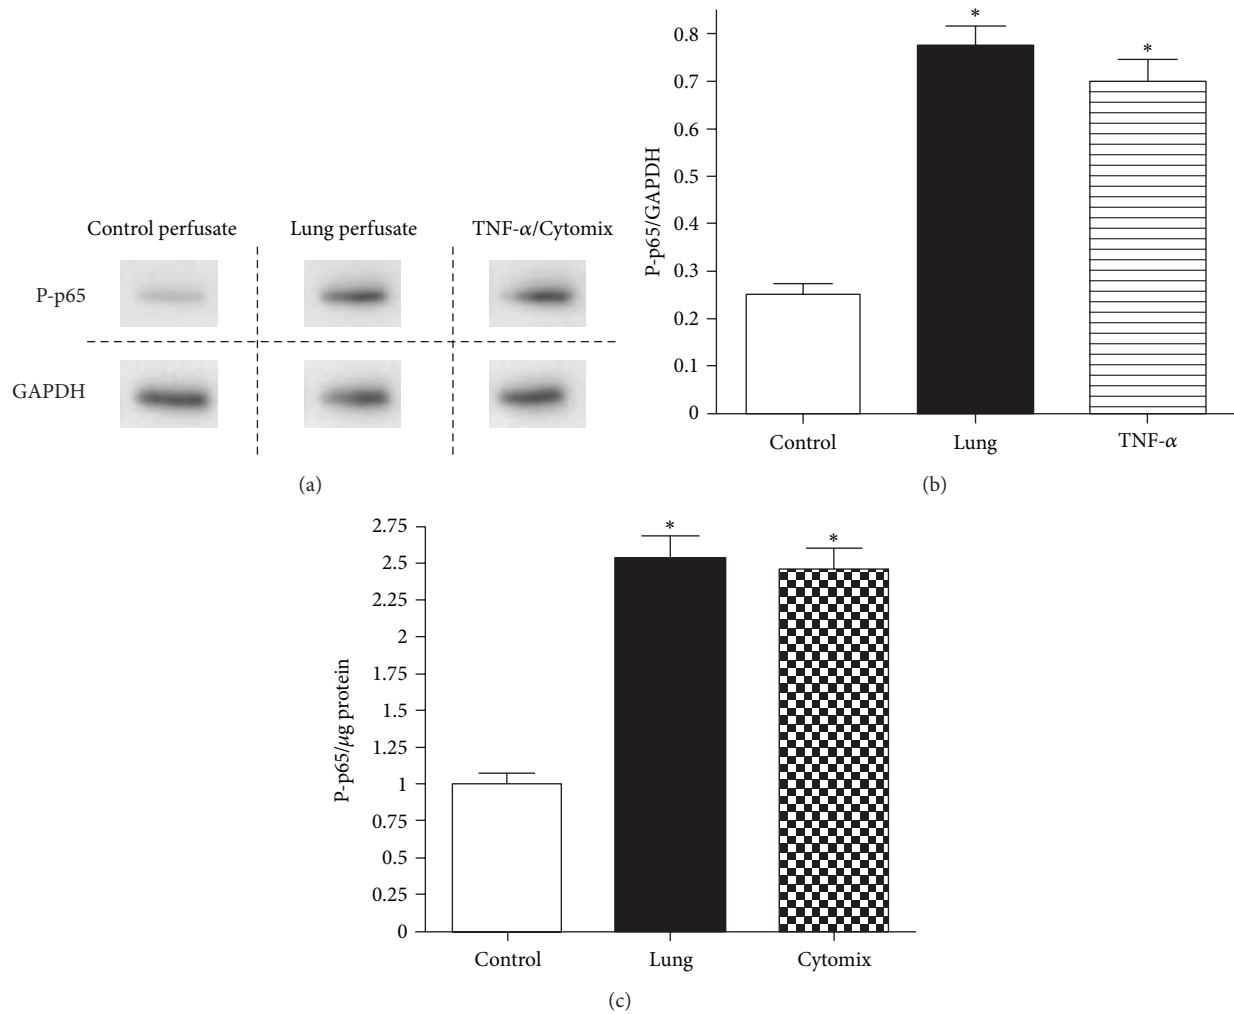 Control perfusate Lung perfusate TNF-α/Cytomix
P-p65
GAPDH
(a)
P-p65/GAPDH
0.8
0.7
0.6
0.5
0.4
0.3
0.2
0.1
0
* *
Control Lung TNF-α
(b)
P-p65/µg protein
2.75
2.5
2.25
2
1.75
1.5
1.25
1
0.75
0.5
0.25
0
* *
Control Lung Cytomix
(c)